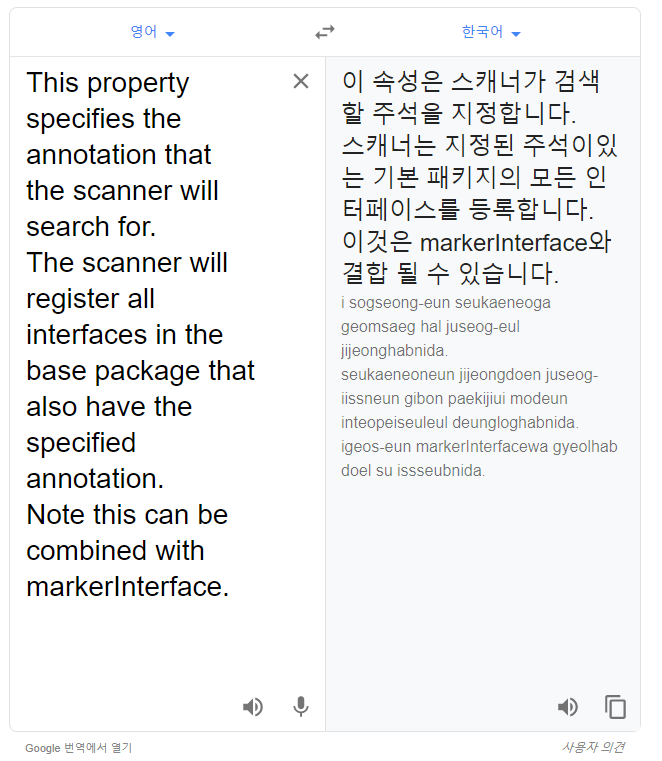 영어
한국어
This property
specifies the
annotation that
the scanner will
search for.
The scanner will
register all
interfaces in the
base package that
also have the
specified
annotation.
Note this can be
combined with
markerInterface.
이 속성은 스캐너가 검색
할 주석을 지정합니다.
스캐너는 지정된 주석이있
는 기본 패키지의 모든 인
터페이스를 등록합니다.
이것은 markerInterface와
결합 될 수 있습니다.
i sogseong-eun seukaeneoga
geomsaeg hal juseog-eul
jijeonghabnida.
seukaeneoneun jijeongdoen juseog-
iissneun gibon paekijiui modeun
inteopeiseuleul deungloghabnida.
igeos-eun markerInterfacewa gyeolhab
doel su issseubnida.
Google 번역에서 열기
사용자 의견